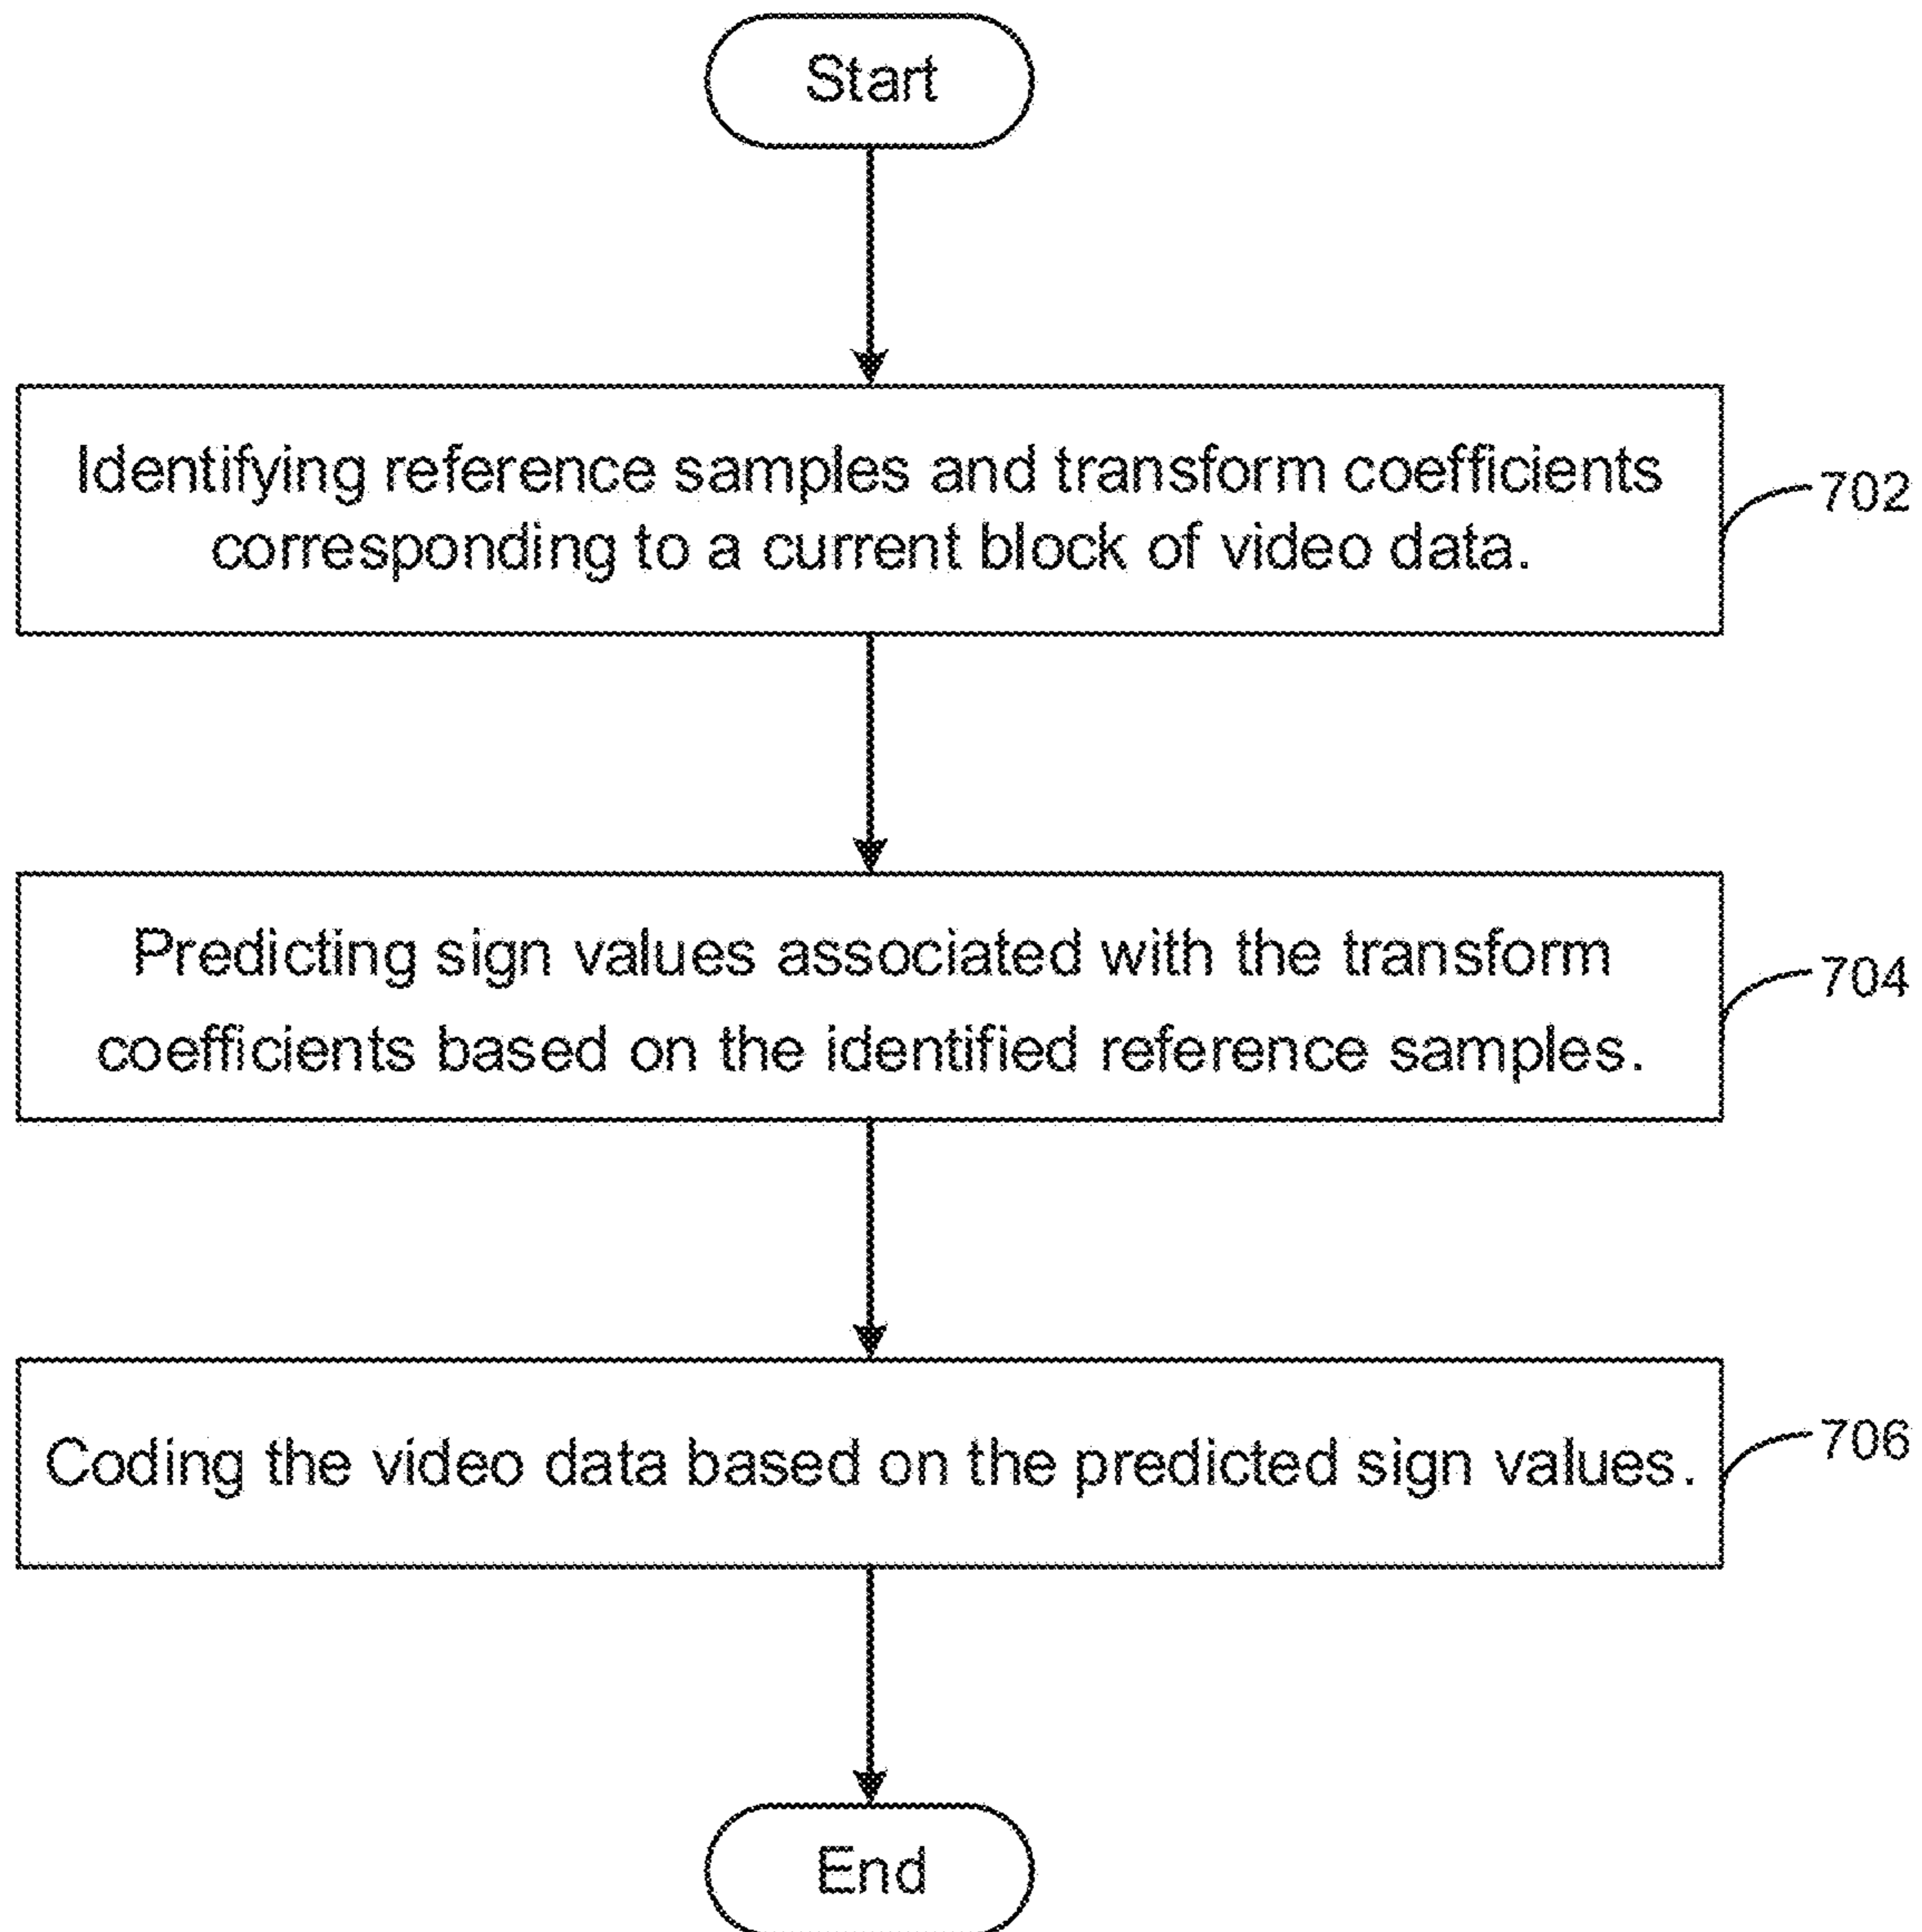 Start
Identifying reference samples and transform coefficients
corresponding to a current block of video data.
702
Predicting sign values associated with the transform
coefficients based on the identified reference samples.
704
Coding the video data based on the predicted sign values.
706
End